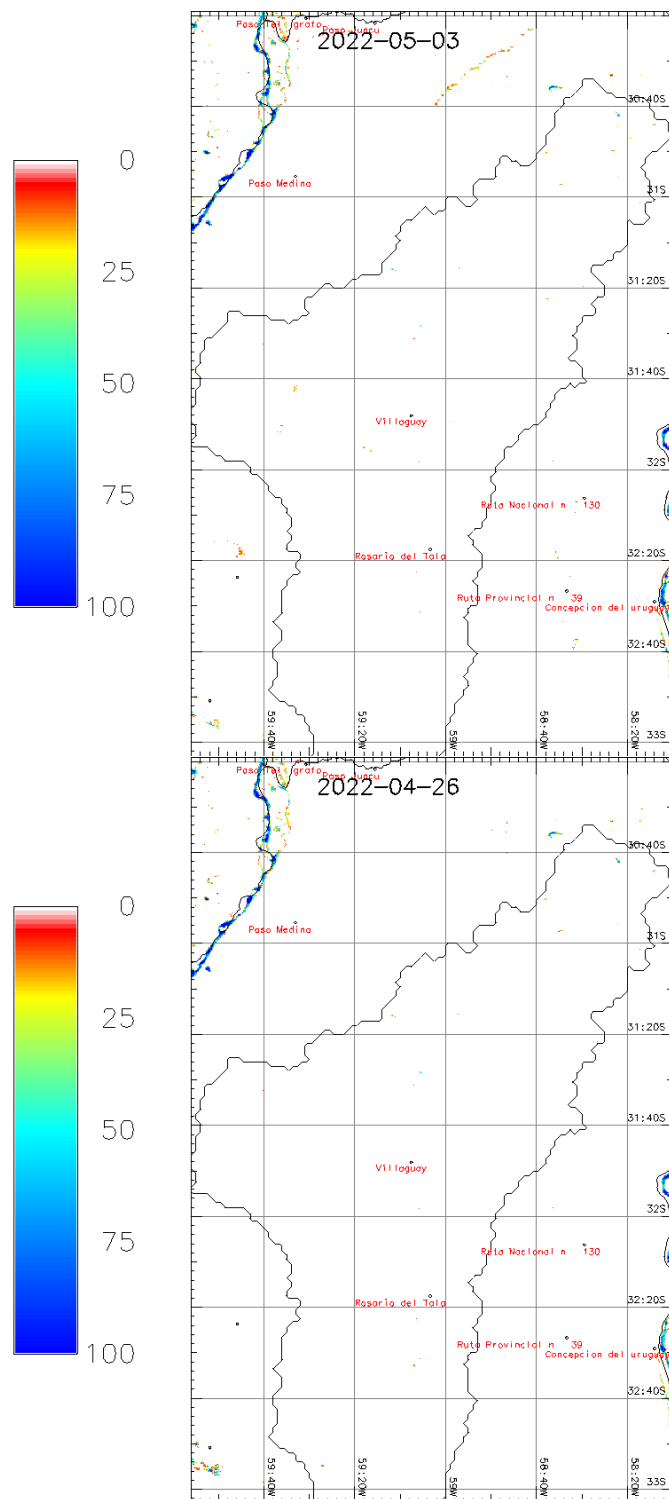 Paso Juncu
2022-05-03
0
30:40S
Paso Medina
31S
25
31:20S
50
31:40S
Villaguay
75
32S
Ruta Nacional n 130
Rosario del Tala
32:20S
100
Ruta Provincial n 39
Concepcion del urugua
32:40S
59:40W
59:20W
59W
58:40W
58:20W
33S
2022-04-26
0
30:40S
Paso Medina
31S
25
31:20S
50
31:40S
Villaguay
75
32S
Ruta Nacional n 130
Rosario del Tala
32:20S
100
Ruta Provincial n 39
Concepcion del urugua
32:40S
59:40W
59:20W
59W
58:40W
58:20W
33S